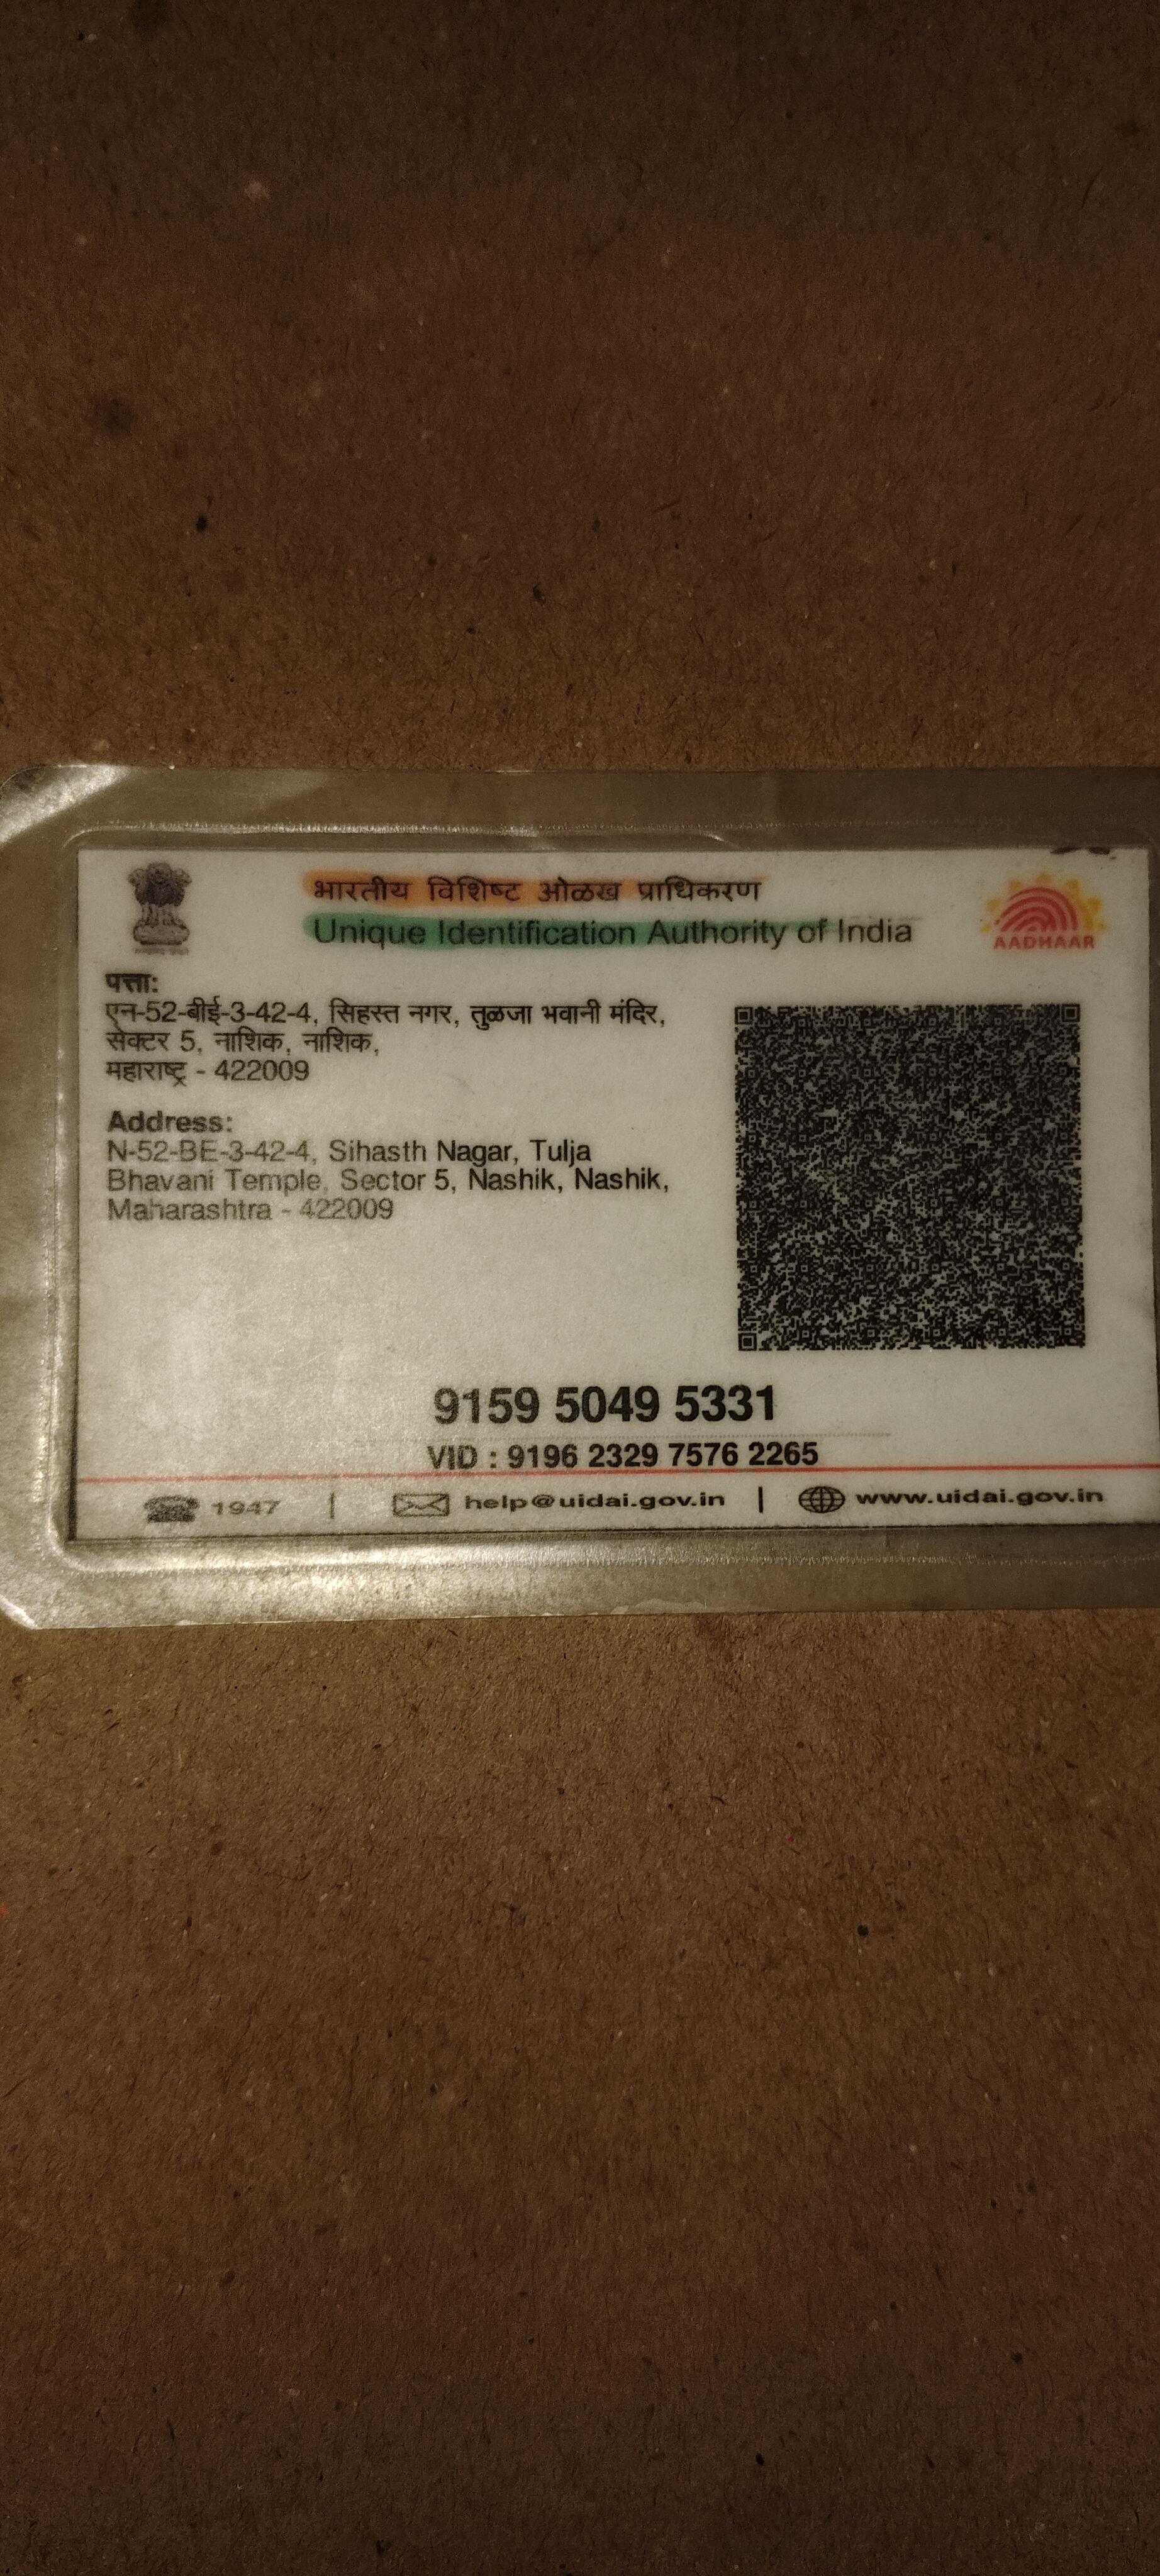 भारतीय विशिष्ट ओळख प्राधिकरण
Unique Identification Authority of India
AADHAAR
पत्ता:
एन-52-बीई-3-42-4, सिहस्त नगर, तुळजा भवानी मंदिर,
सेक्टर 5, नाशिक, नाशिक,
महाराष्ट्र - 422009
Address:
N-52-BE-3-42-4, Sihasth Nagar, Tulja
Bhavani Temple, Sector 5, Nashik, Nashik,
Maharashtra - 422009
9159 5049 5331
VID : 9196 2329 7576 2265
1947 | help@uidai.gov.in | www.uidai.gov.in